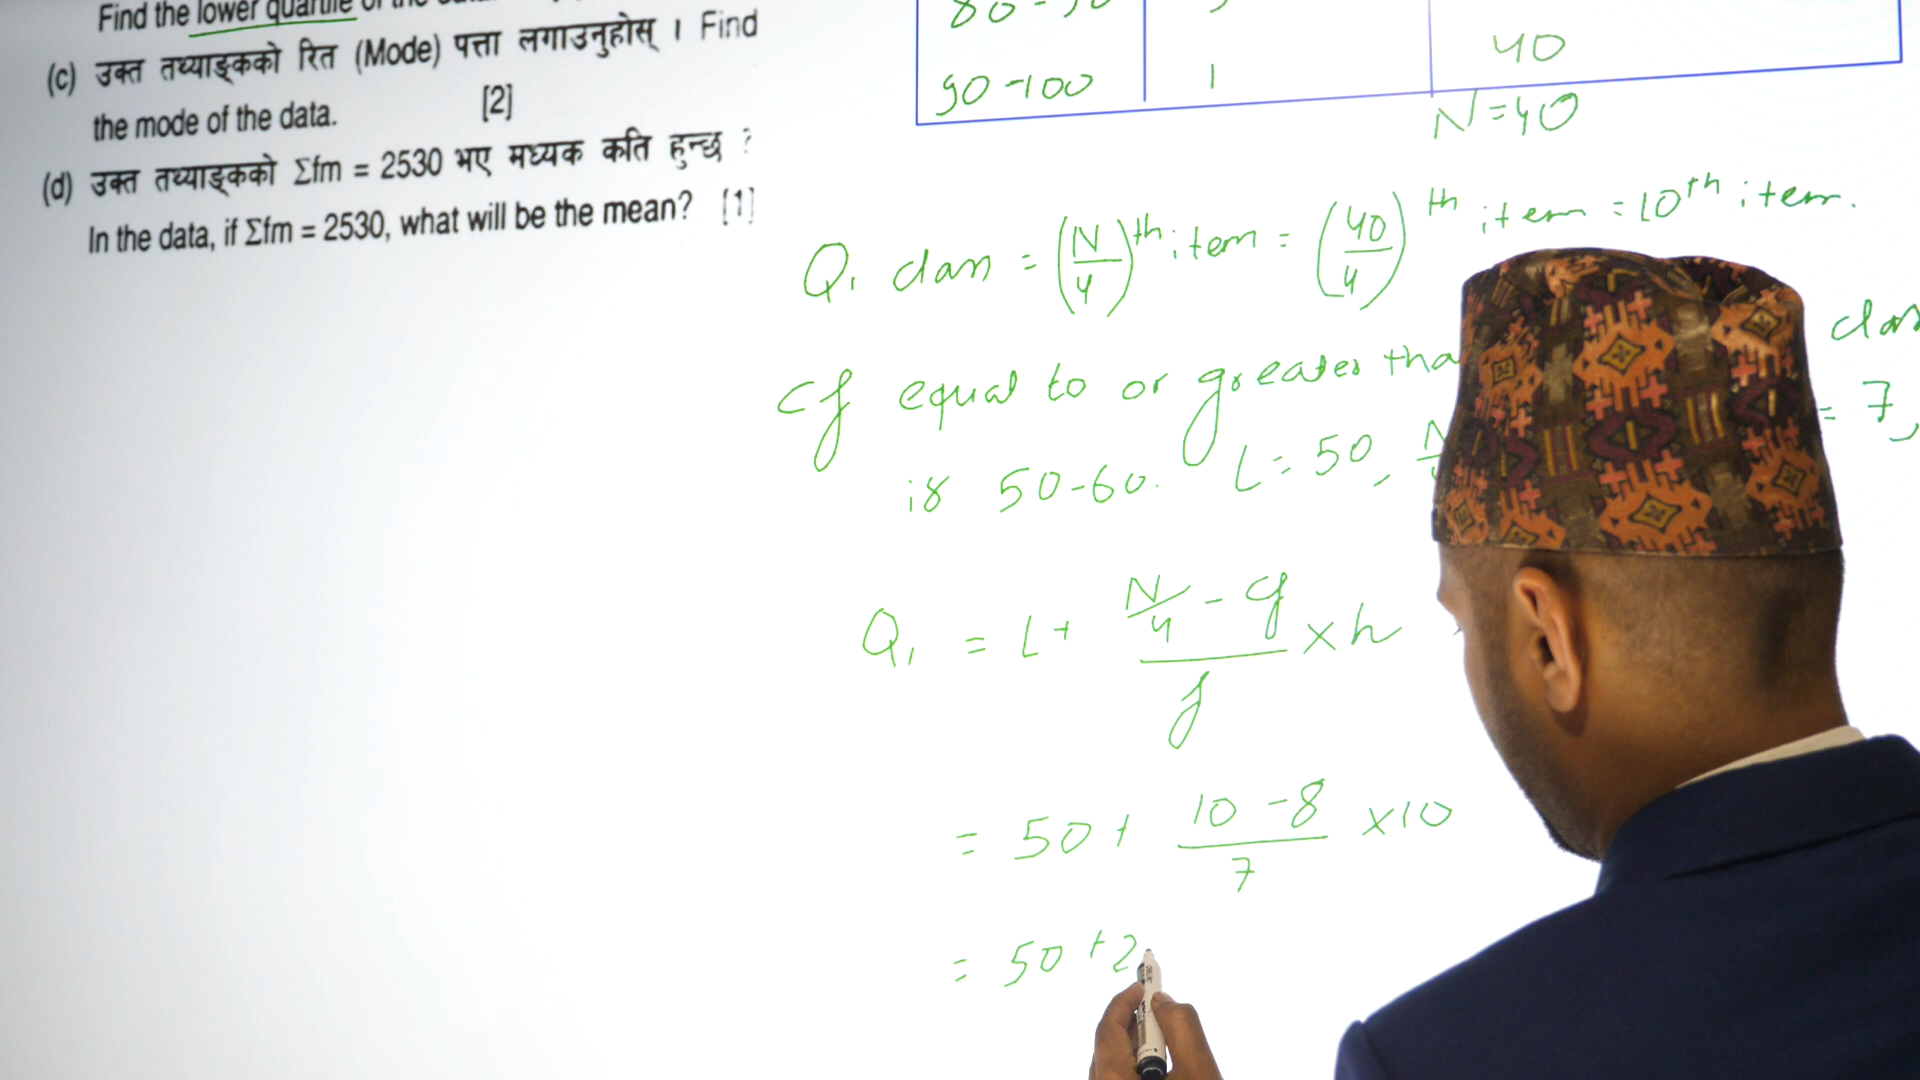 Find the lower quartile of the
(c) उक्त तथ्याङ्कको रित (Mode) पत्ता लगाउनुहोस् । Find
the mode of the data. [2]
(d) उक्त तथ्याङ्कको Σfm = 2530 भए मध्यक कति हुन्छ ?
In the data, if Σfm = 2530, what will be the mean? [1]
40
90-100 1
N=40
Q₁ class = (N/4)th item = (40/4)th item = 10th item.
cf equal to or greater class
is 50-60. L = 50, = 7,
Q₁ = L + (N/4 - cf)/f × h
= 50 + (10 - 8)/7 × 10
= 50 + 2